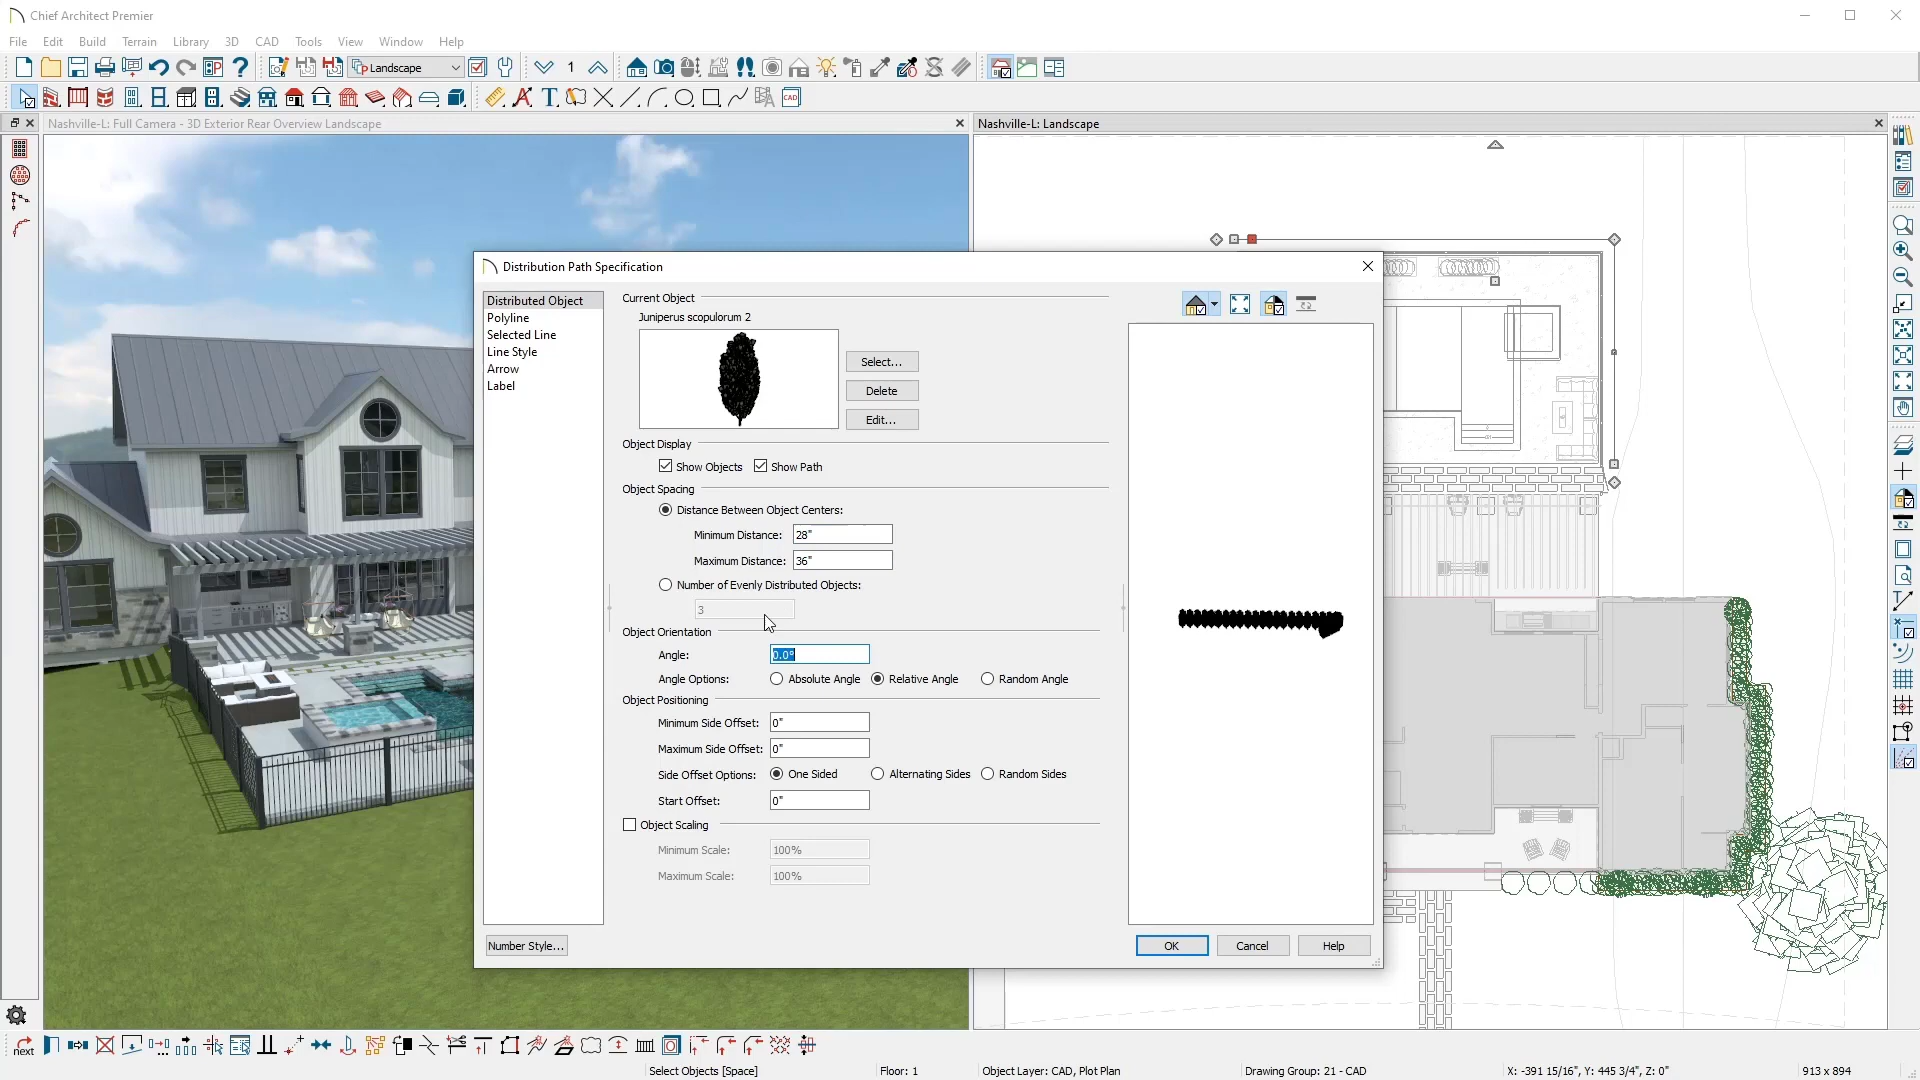 Chief Architect Premier
File Edit Build Terrain Library 3D CAD Tools View Window Help
Landscape 1
CAD
Nashville-L: Full Camera - 3D Exterior Rear Overview Landscape
Nashville-L: Landscape
Distribution Path Specification
Distributed Object
Polyline
Selected Line
Line Style
Arrow
Label
Current Object
Juniperus scopulorum 2
Select...
Delete
Edit...
Object Display
Show Objects Show Path
Object Spacing
Distance Between Object Centers:
Minimum Distance: 28"
Maximum Distance: 36"
Number of Evenly Distributed Objects:
3
Object Orientation
Angle: 0.0°
Angle Options: Absolute Angle Relative Angle Random Angle
Object Positioning
Minimum Side Offset: 0"
Maximum Side Offset: 0"
Side Offset Options: One Sided Alternating Sides Random Sides
Start Offset: 0"
Object Scaling
Minimum Scale: 100%
Maximum Scale: 100%
Number Style... OK Cancel Help
next
Select Objects [Space] Floor: 1 Object Layer: CAD, Plot Plan Drawing Group: 21 - CAD X: -391 15/16", Y: 445 3/4", Z: 0" 913 x 894